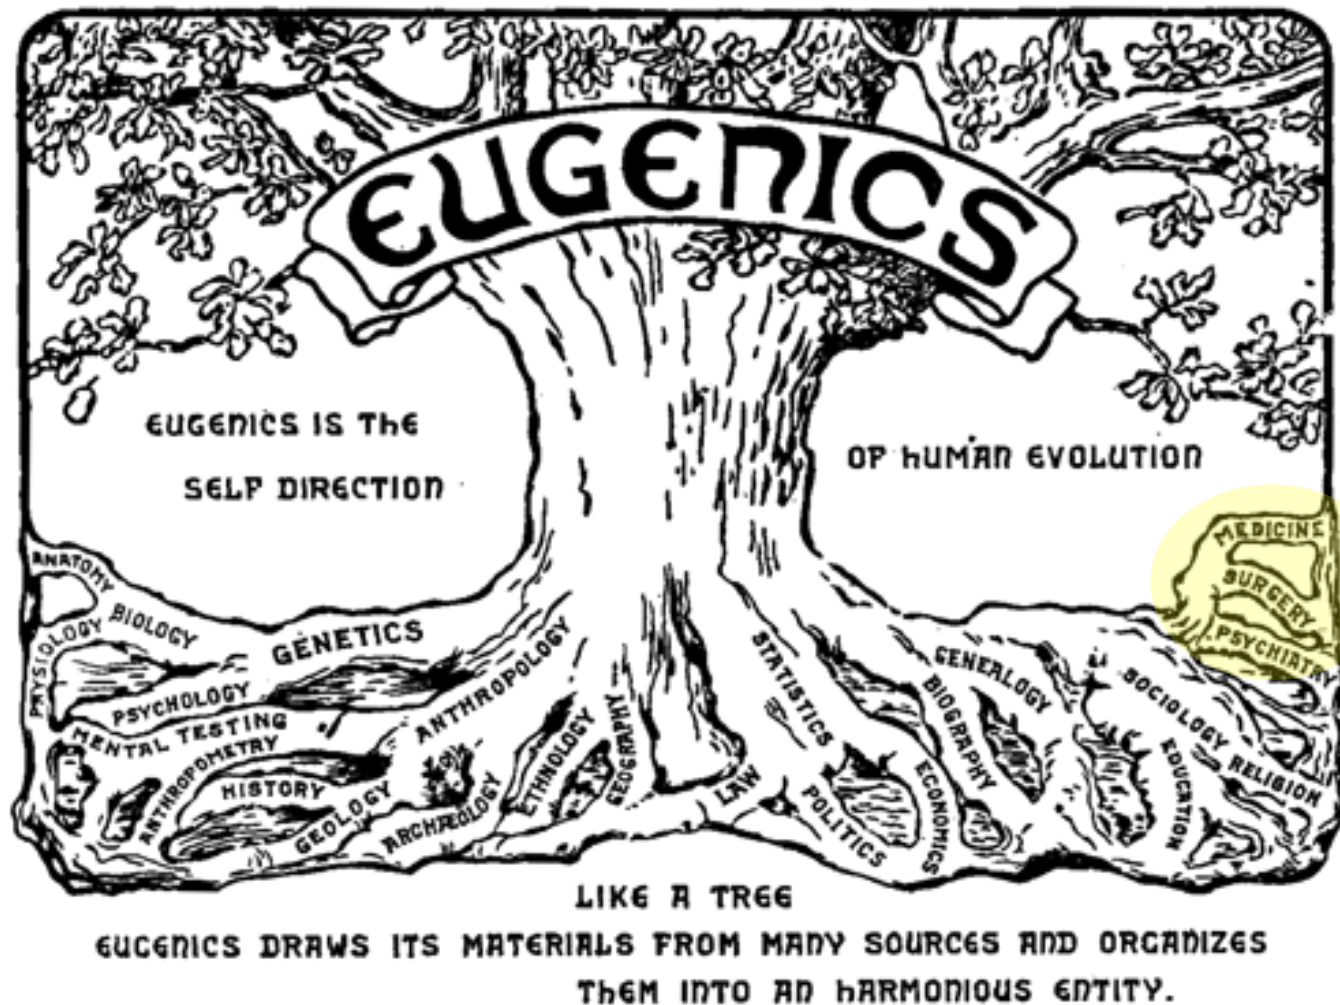 EUGENICS
EUGENICS IS THE
SELF DIRECTION
OF HUMAN EVOLUTION
ANATOMY
BIOLOGY
PHYSIOLOGY
GENETICS
PSYCHOLOGY
MENTAL TESTING
ANTHROPOMETRY
HISTORY
GEOLOGY
ANTHROPOLOGY
ARCHÆOLOGY
ETHNOLOGY
GEOGRAPHY
LAW
STATISTICS
POLITICS
ECONOMICS
BIOGRAPHY
GENEALOGY
EDUCATION
SOCIOLOGY
RELIGION
MEDICINE
SURGERY
PSYCHIATRY
LIKE A TREE
EUGENICS DRAWS ITS MATERIALS FROM MANY SOURCES AND ORGANIZES
THEM INTO AN HARMONIOUS ENTITY.